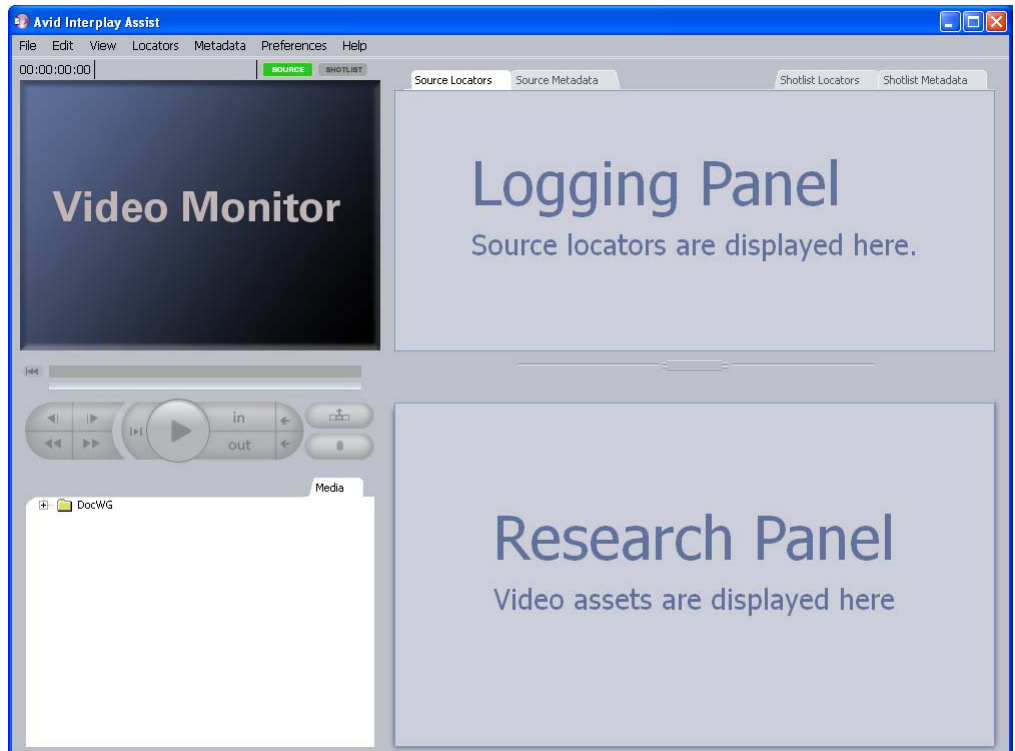 Avid Interplay Assist
File Edit View Locators Metadata Preferences Help
00:00:00:00 SOURCE SHOTLIST
Source Locators Source Metadata Shotlist Locators Shotlist Metadata
Video Monitor
Logging Panel
Source locators are displayed here.
in
out
Media
DocWG
Research Panel
Video assets are displayed here